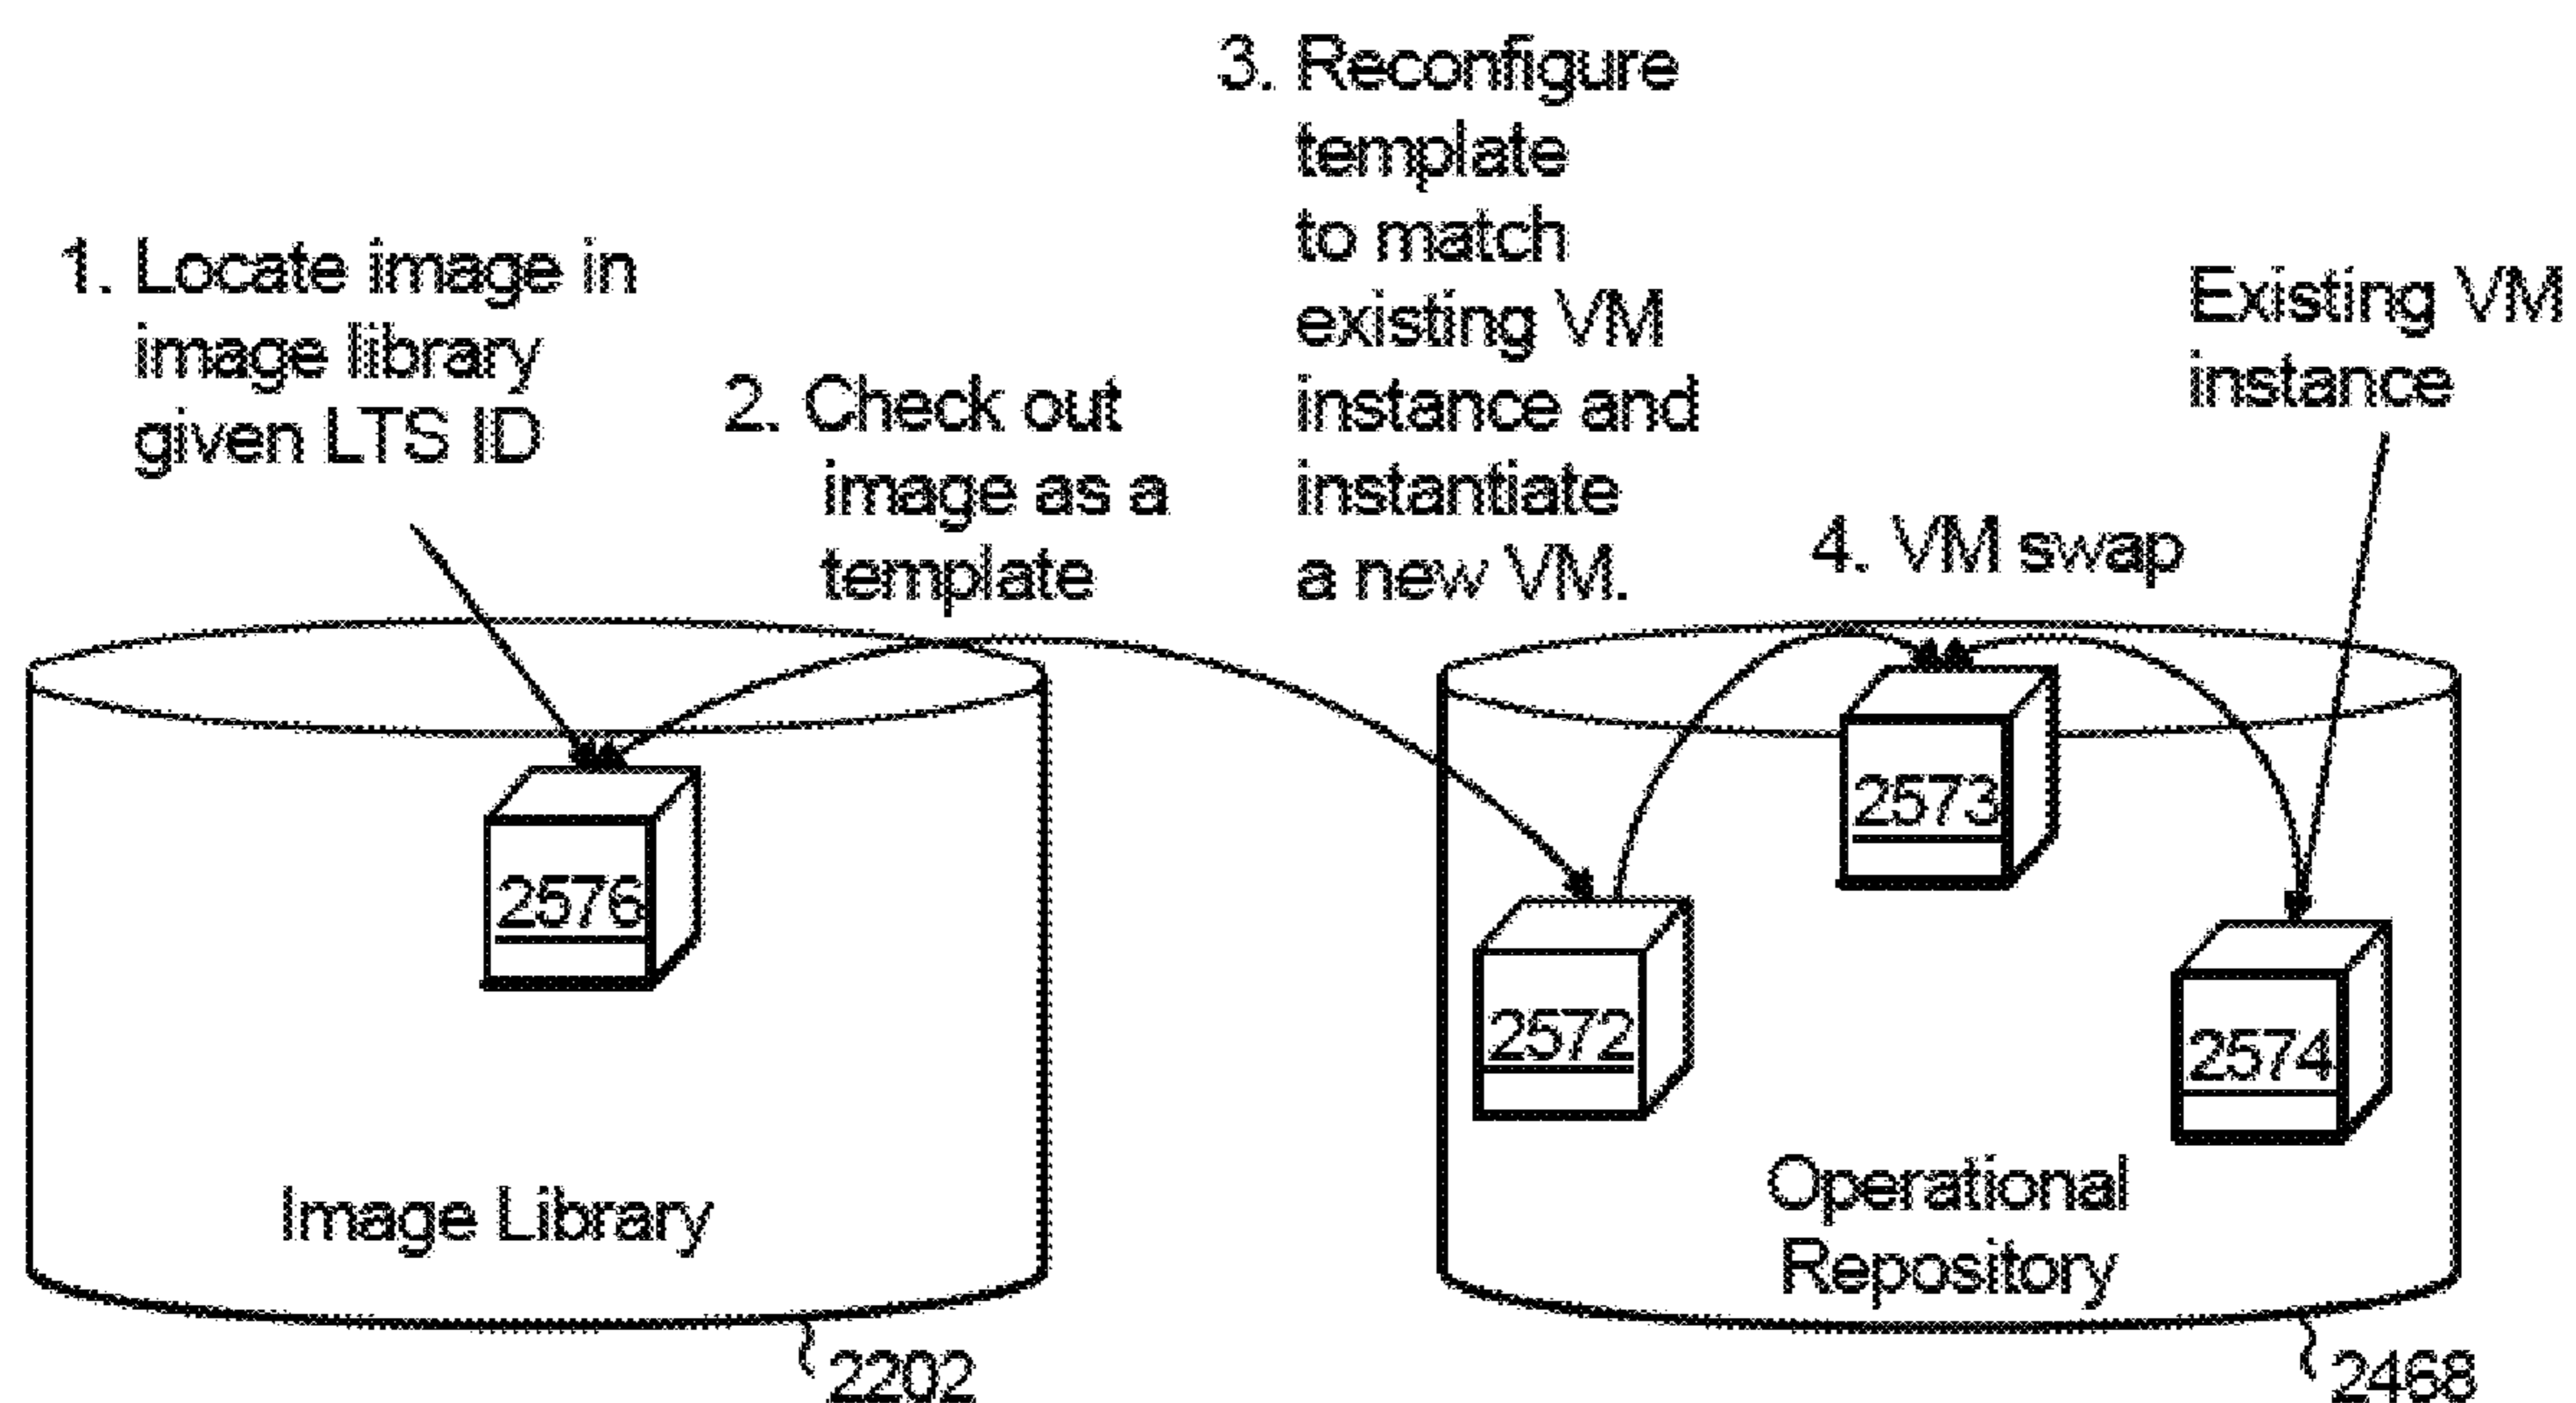 1. Locate image in
image library
given LTS ID
2. Check out
image as a
template
3. Reconfigure
template
to match
existing VM
instance and
instantiate
a new VM.
4. VM swap
Existing VM
instance
2576
2573
2572
2574
Image Library
Operational
Repository
2202
2468